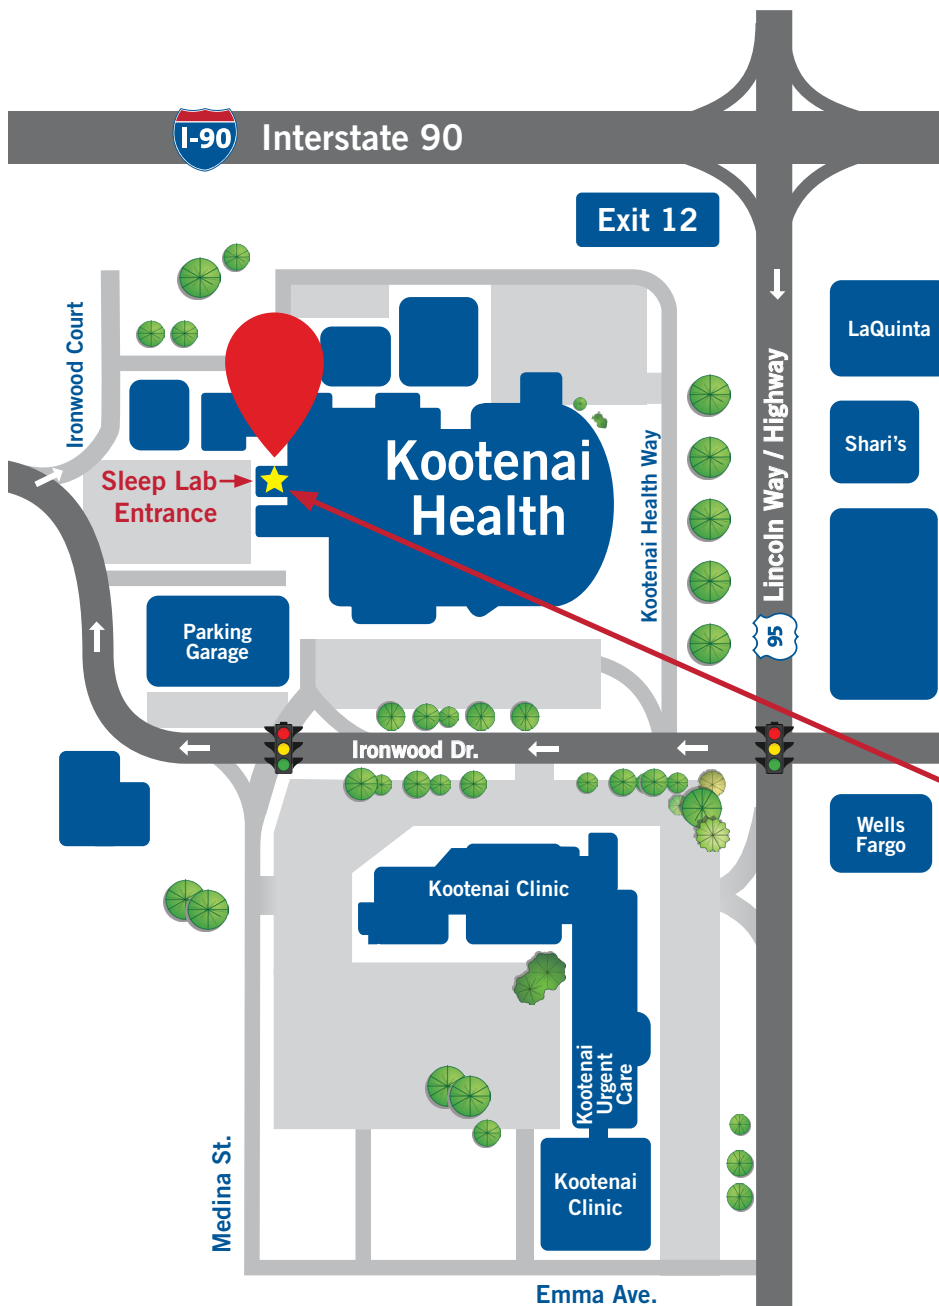 I-90
Interstate 90
Exit 12
Ironwood Court
LaQuinta
Lincoln Way / Highway
95
Shari's
Kootenai
Health
Kootenai Health Way
Sleep Lab
Entrance
Parking
Garage
Ironwood Dr.
Wells
Fargo
Kootenai Clinic
Kootenai
Urgent
Care
Medina St.
Kootenai
Clinic
Emma Ave.